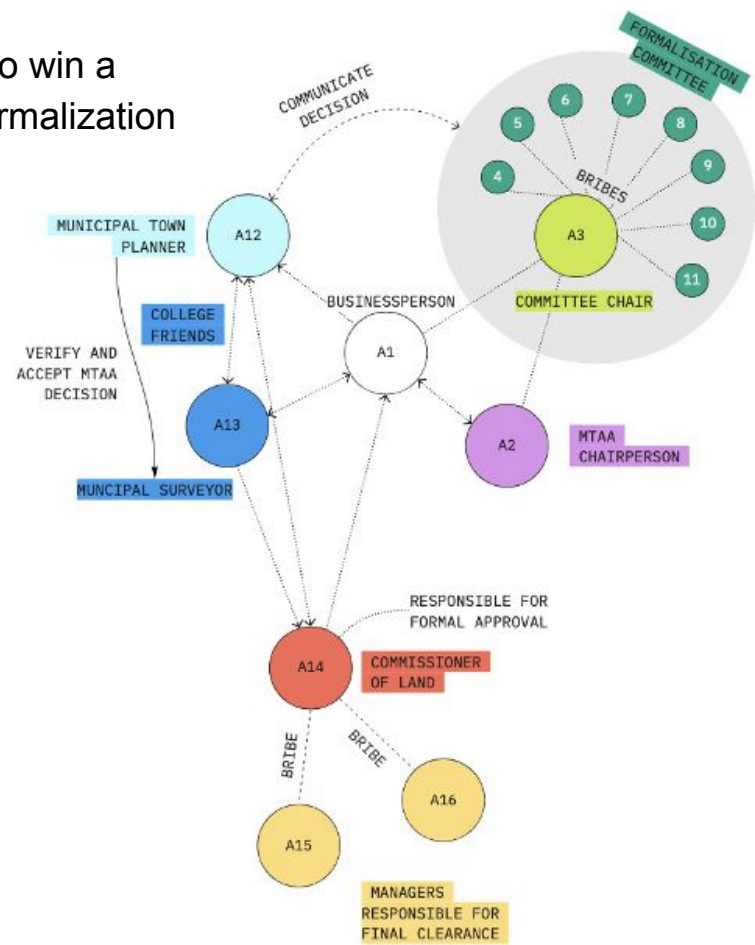 o win a
rmalization
FORMALISATION
COMMITTEE
COMMUNICATE
DECISION
4
5
6
7
8
9
10
11
BRIBES
A3
COMMITTEE CHAIR
MUNICIPAL TOWN
PLANNER
A12
BUSINESSPERSON
A1
COLLEGE
FRIENDS
VERIFY AND
ACCEPT MTAA
DECISION
A13
MUNCIPAL SURVEYOR
A2
MTAA
CHAIRPERSON
RESPONSIBLE FOR
FORMAL APPROVAL
A14
COMMISSIONER
OF LAND
BRIBE
BRIBE
A15
A16
MANAGERS
RESPONSIBLE FOR
FINAL CLEARANCE